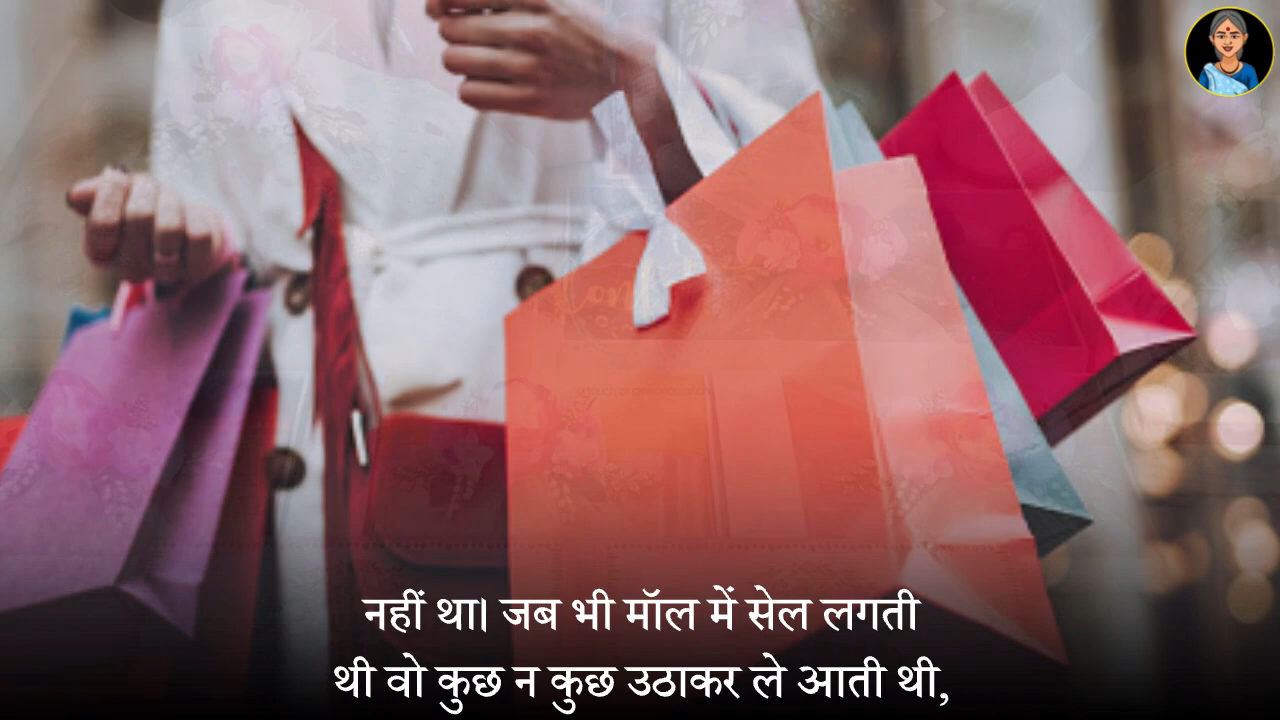 नहीं था। जब भी मॉल में सेल लगती
थी वो कुछ न कुछ उठाकर ले आती थी,